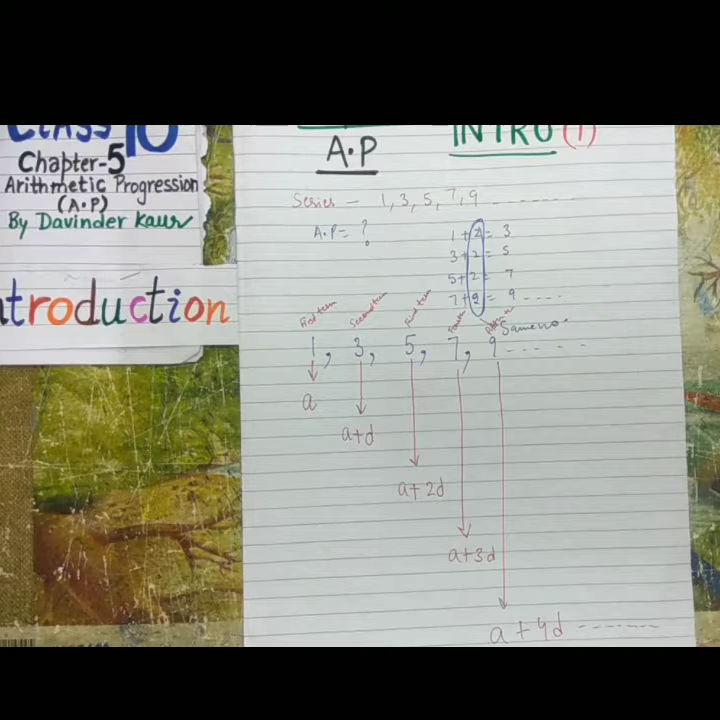 CLASS 10
Chapter-5
Arithmetic Progression
(A.P)
By Davinder Kaur
ntroduction
INTRO (1)
A.P
Series - 1, 3, 5, 7, 9 ------------
A.P = ?
1 + 2 = 3
3 + 2 = 5
5 + 2 = 7
7 + 2 = 9 ----
Same no.
First term Second term Third term Fourth
1, 3, 5, 7, 9 ------
a
a+d
a+2d
a+3d
a+4d --------